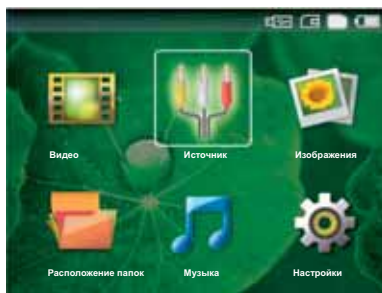 Видео
Источник
Изображения
Расположение папок
Музыка
Настройки